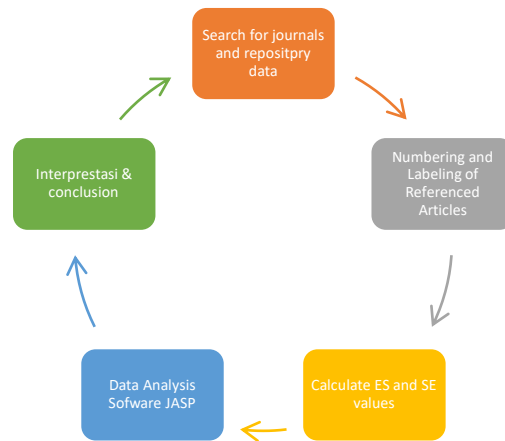 Search for journals
and repositpry
data
Numbering and
Labeling of
Referenced
Articles
Calculate ES and SE
values
Data Analysis
Sofware JASP
Interprestasi &
conclusion